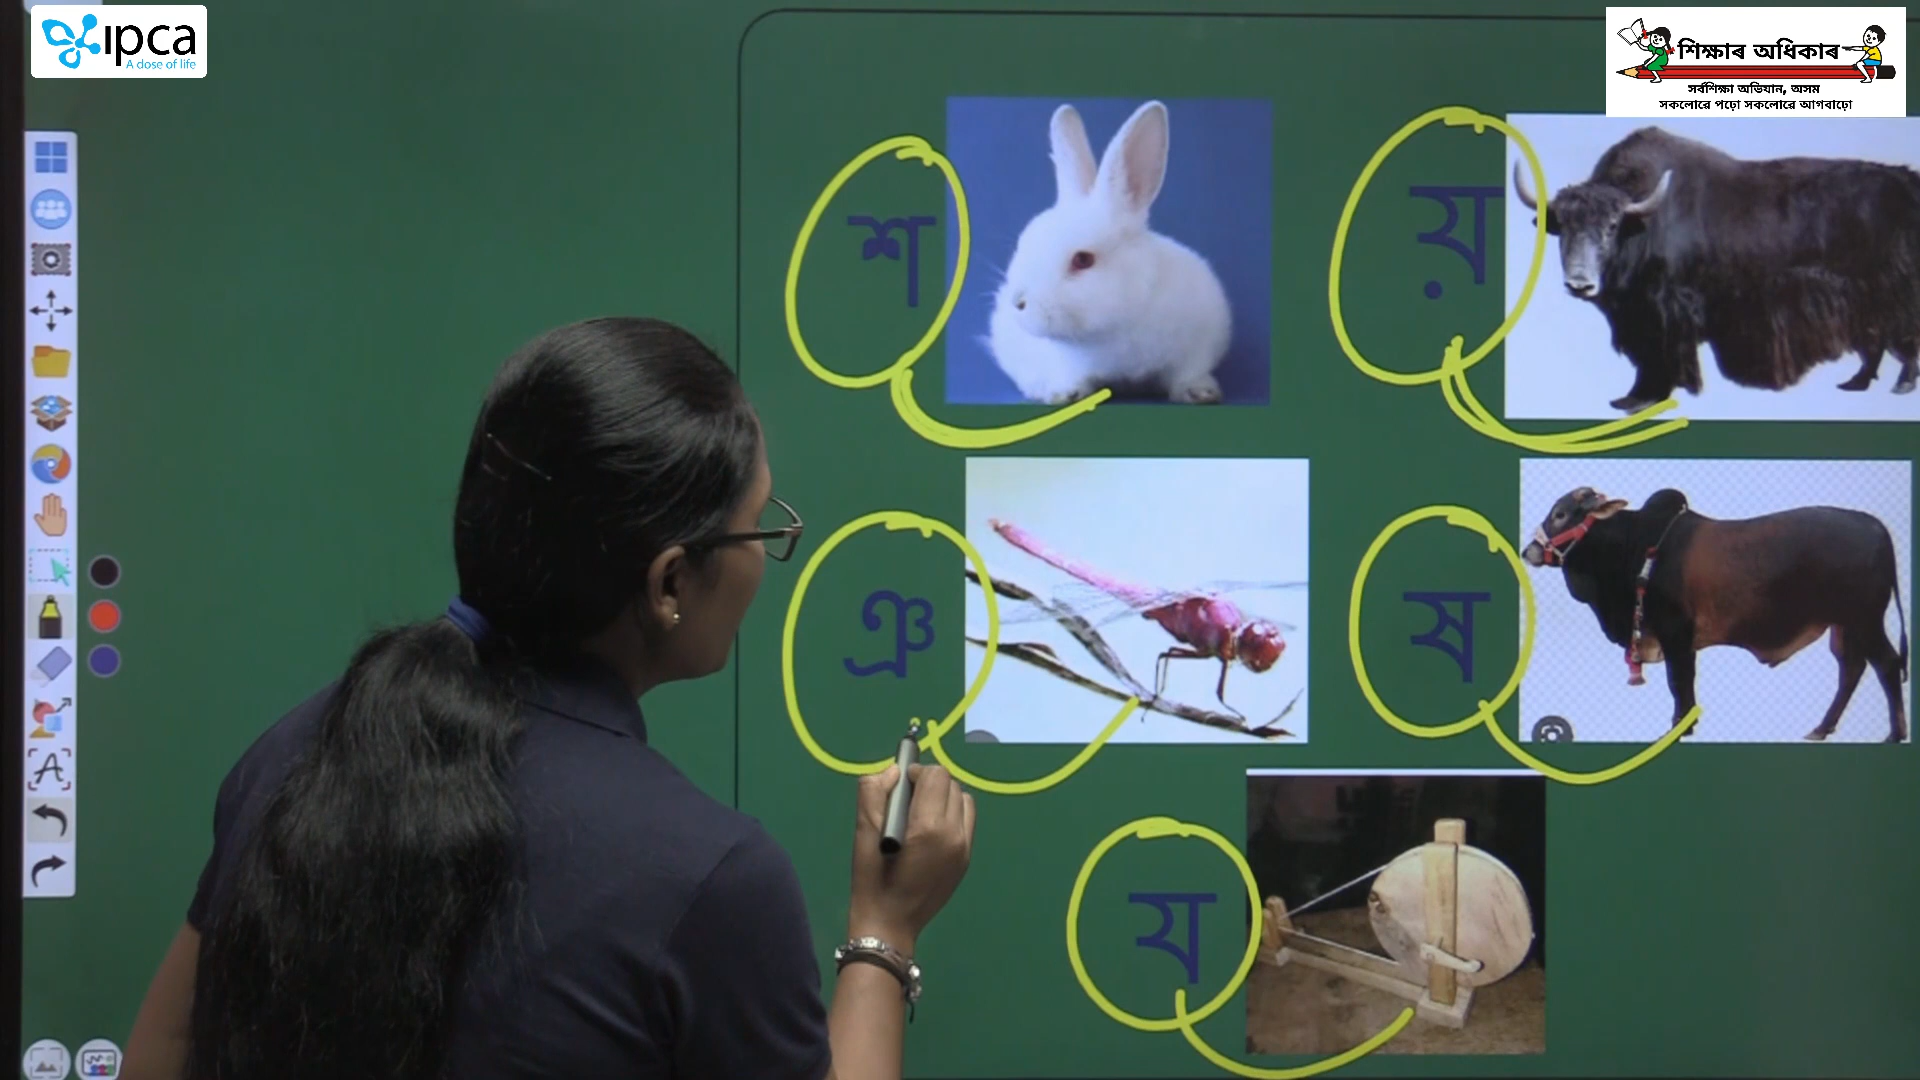 ipca
A dose of life
শিক্ষাৰ অধিকাৰ
সৰ্বশিক্ষা অভিযান, অসম
সকলোৱে পঢ়ো সকলোৱে আগবাঢ়ো
শ
য়
ঞ
ষ
য
A